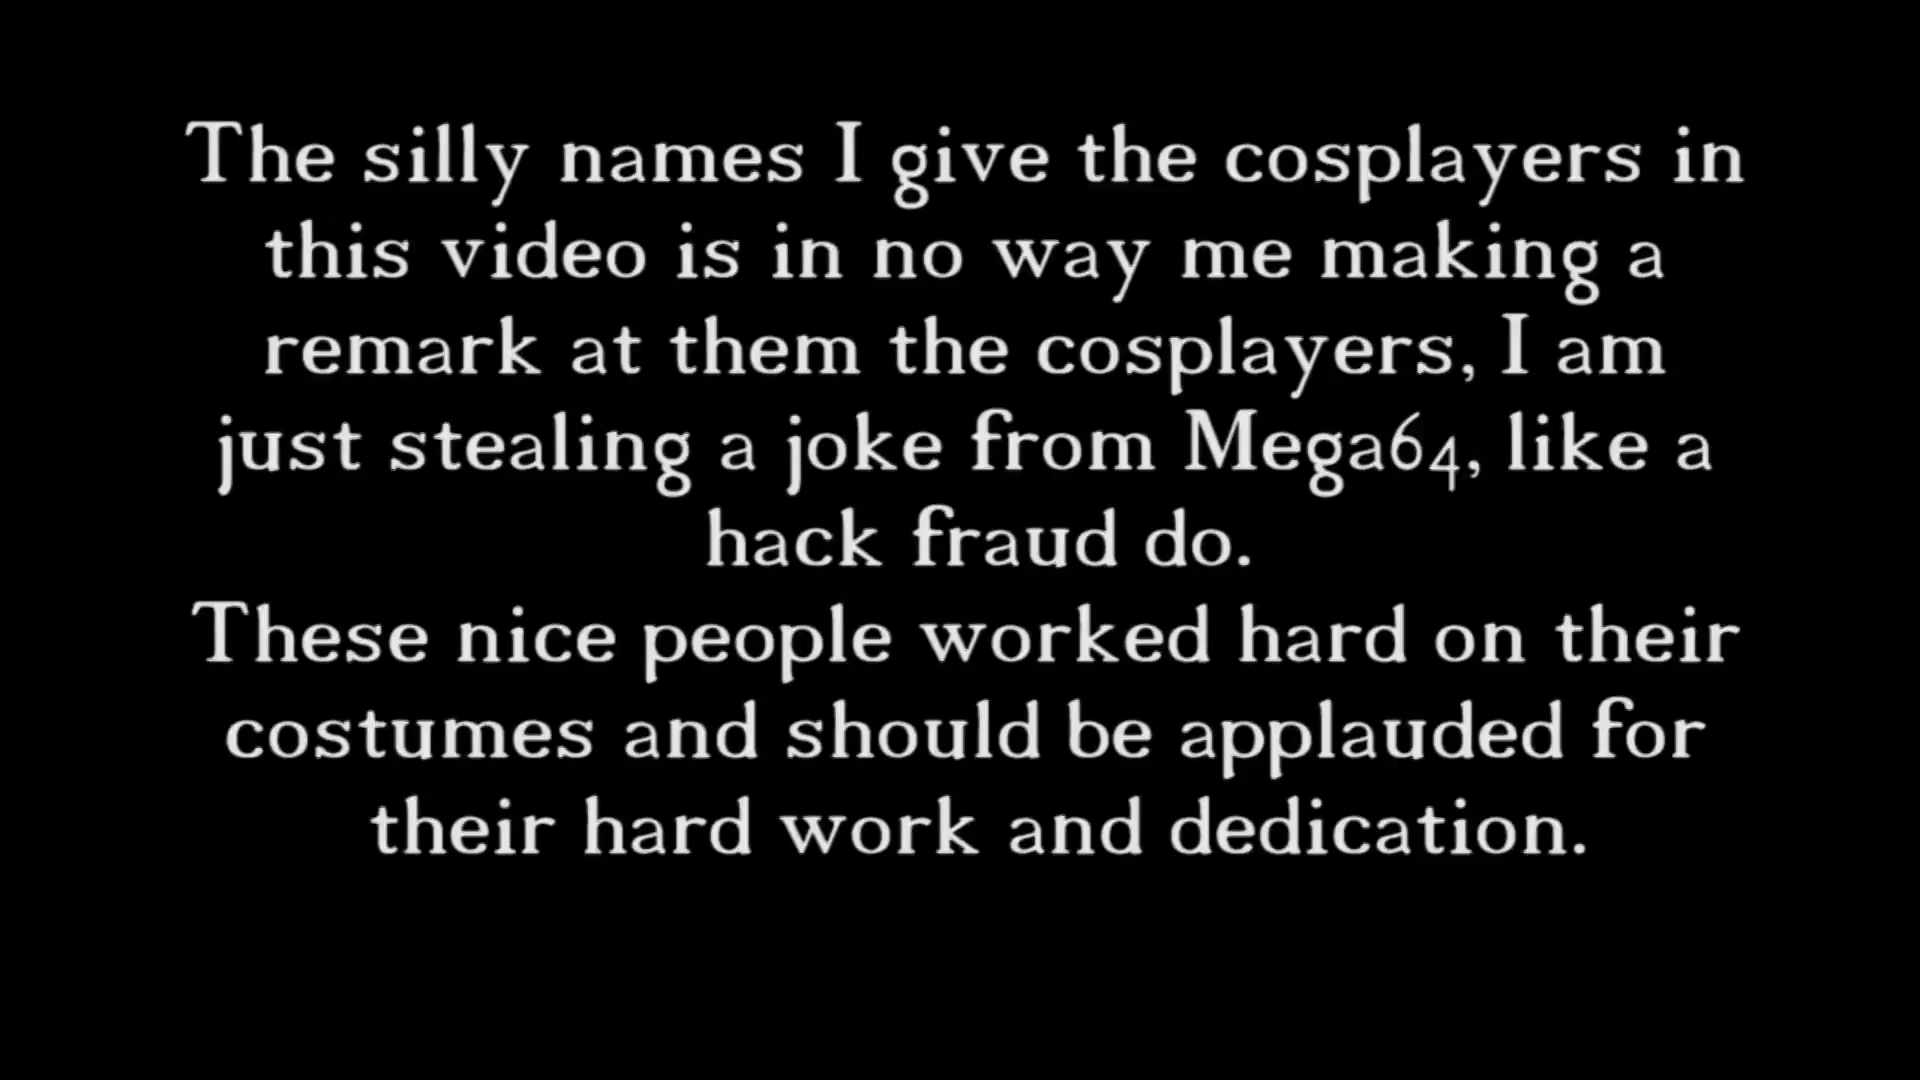 The silly names I give the cosplayers in
this video is in no way me making a
remark at them the cosplayers, I am
just stealing a joke from Mega64, like a
hack fraud do.
These nice people worked hard on their
costumes and should be applauded for
their hard work and dedication.